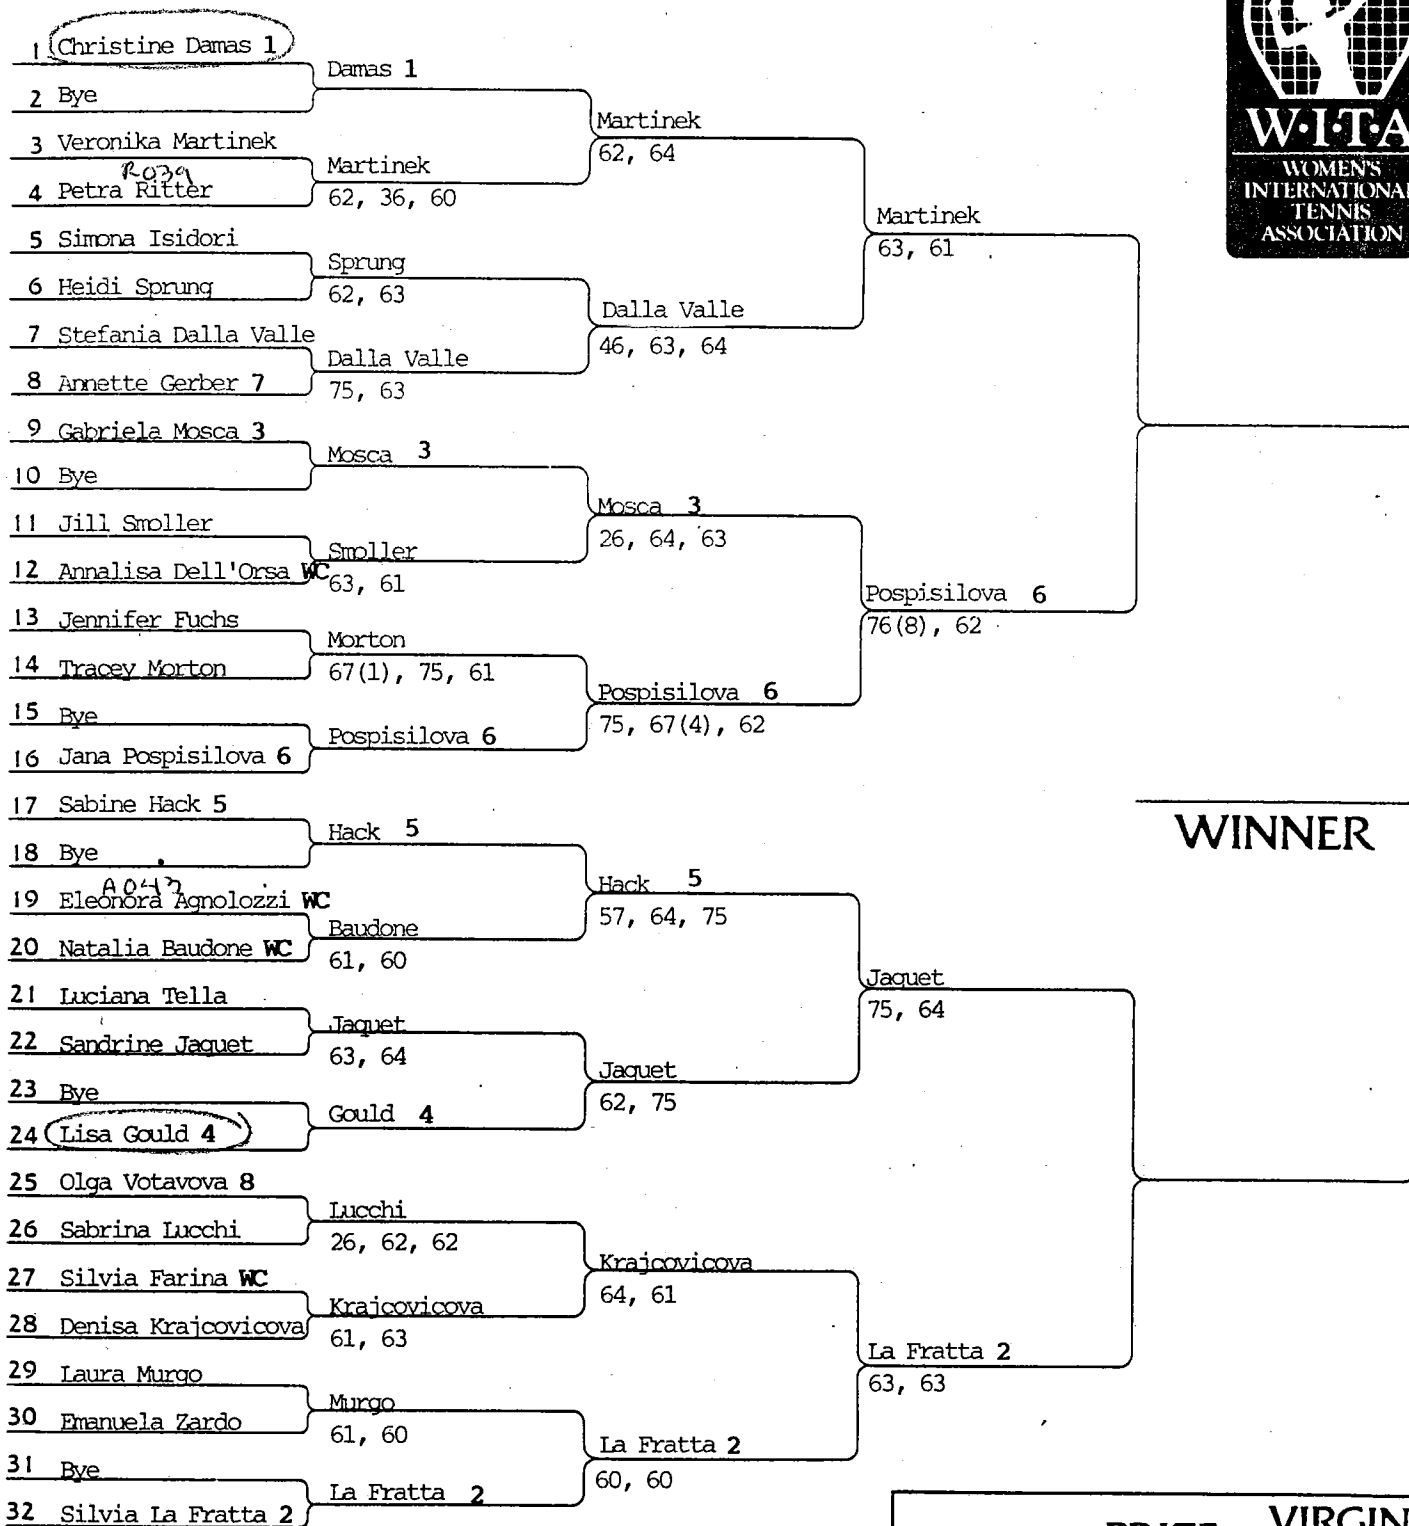 1 Christine Damas 1
2 Bye
3 Veronika Martinek
R039
4 Petra Ritter
5 Simona Isidori
6 Heidi Sprung
7 Stefania Dalla Valle
8 Annette Gerber 7
9 Gabriela Mosca 3
10 Bye
11 Jill Smoller
12 Annalisa Dell'Orsa WC
13 Jennifer Fuchs
14 Tracey Morton
15 Bye
16 Jana Pospisilova 6
17 Sabine Hack 5
18 Bye
19 Eleonora Agnolozzi WC
20 Natalia Baudone WC
21 Luciana Tella
22 Sandrine Jaquet
23 Bye
24 Lisa Gould 4
25 Olga Votavova 8
26 Sabrina Lucchi
27 Silvia Farina WC
28 Denisa Krajcovicova
29 Laura Murgo
30 Emanuela Zardo
31 Bye
32 Silvia La Fratta 2
Damas 1
Martinek
62, 36, 60
Sprung
62, 63
Dalla Valle
75, 63
Mosca 3
Smoller
63, 61
Morton
67(1), 75, 61
Pospisilova 6
Hack 5
Baudone
61, 60
Jaquet
63, 64
Gould 4
Lucchi
26, 62, 62
Krajcovicova
61, 63
Murgo
61, 60
La Fratta 2
Martinek
62, 64
Dalla Valle
46, 63, 64
Mosca 3
26, 64, 63
Pospisilova 6
75, 67(4), 62
Hack 5
57, 64, 75
Jaquet
62, 75
Krajcovicova
64, 61
La Fratta 2
60, 60
Martinek
63, 61
Pospisilova 6
76(8), 62
Jaquet
75, 64
La Fratta 2
63, 63
W·I·T·A
WOMEN'S
INTERNATIONAL
TENNIS
ASSOCIATION
WINNER